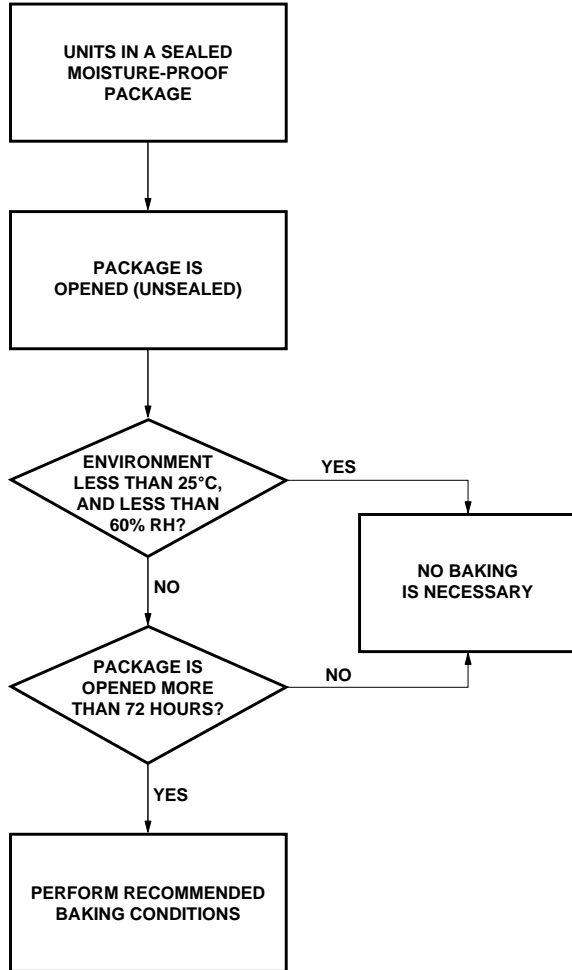 UNITS IN A SEALED
MOISTURE-PROOF
PACKAGE
PACKAGE IS
OPENED (UNSEALED)
ENVIRONMENT
LESS THAN 25°C,
AND LESS THAN
60% RH?
YES
NO BAKING
IS NECESSARY
NO
PACKAGE IS
OPENED MORE
THAN 72 HOURS?
NO
YES
PERFORM RECOMMENDED
BAKING CONDITIONS